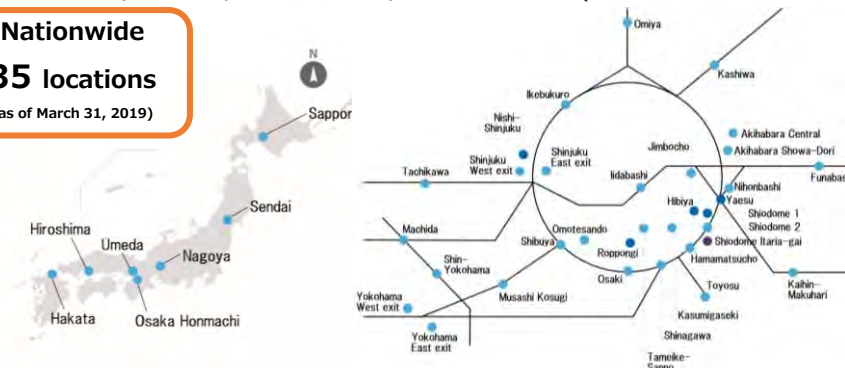 Nationwide
35 locations
as of March 31, 2019)
N
Sappor
Sendai
Hiroshima
Umeda
Nagoya
Hakata
Osaka Honmachi
Omiya
Kashiwa
Ikebukuro
Nishi-
Shinjuku
Shinjuku
West exit
Shinjuku
East exit
Jimbocho
Akihabara Central
Akihabara Showa-Dori
Tachikawa
Iidabashi
Funabas
Nihonbashi
Hibiya
Yaesu
Machida
Omotesando
Shiodome 1
Shiodome 2
Shibuya
Roppongi
Shiodome Itaria-gai
Shin-
Yokohama
Hamamatsucho
Osaki
Musashi Kosugi
Toyosu
Kaihin-
Makuhari
Yokohama
West exit
Kasumigaseki
Yokohama
East exit
Shinagawa
Tameike-